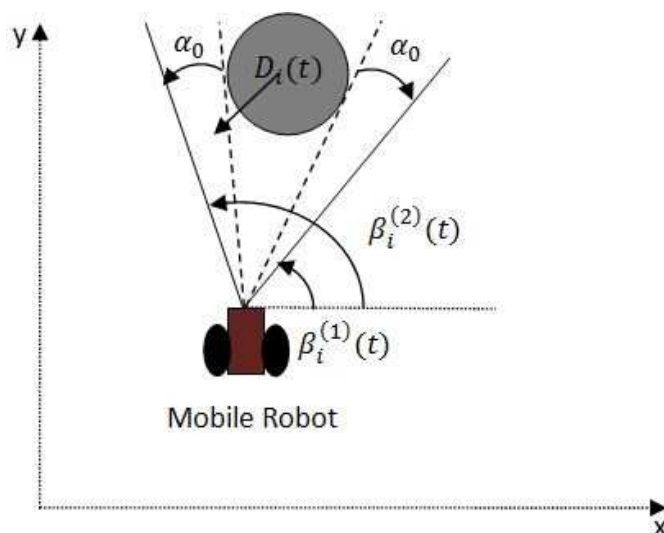 y
α₀
α₀
Dᵢ(t)
βᵢ⁽²⁾(t)
βᵢ⁽¹⁾(t)
Mobile Robot
x